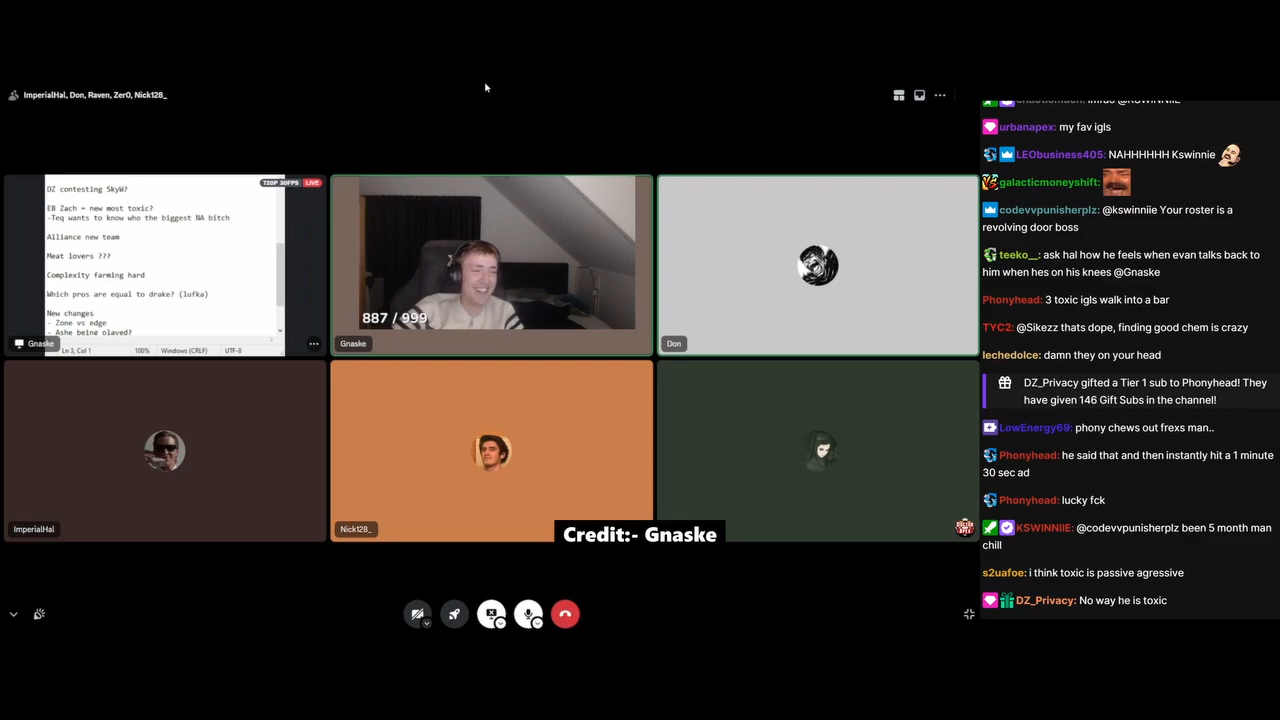 ImperialHal, Don, Raven, Zer0, Nick128_
DZ contesting SkyW?
E8 Zach = new most toxic?
-Teq wants to know who the biggest NA bitch
Alliance new team
Meat lovers ???
Complexity farming hard
Which pros are equal to drake? (lufka)
New changes
- Zone vs edge
- Ashe being played?
Ln 3, Col 1 100% Windows (CRLF) UTF-8
720P 30FPS LIVE
Gnaske
887 / 999
Gnaske
Don
ImperialHal
Nick128_
Credit:- Gnaske
urbanapex: my fav igls
LEObusiness405: NAHHHHHH Kswinnie
galacticmoneyshift:
codevvpunisherplz: @kswinniie Your roster is a
revolving door boss
teeko__: ask hal how he feels when evan talks back to
him when hes on his knees @Gnaske
Phonyhead: 3 toxic igls walk into a bar
TYC2: @Sikezz thats dope, finding good chem is crazy
lechedolce: damn they on your head
DZ_Privacy gifted a Tier 1 sub to Phonyhead! They
have given 146 Gift Subs in the channel!
LowEnergy69: phony chews out frexs man..
Phonyhead: he said that and then instantly hit a 1 minute
30 sec ad
Phonyhead: lucky fck
KSWINNIIE: @codevvpunisherplz been 5 month man
chill
s2uafoe: i think toxic is passive agressive
DZ_Privacy: No way he is toxic